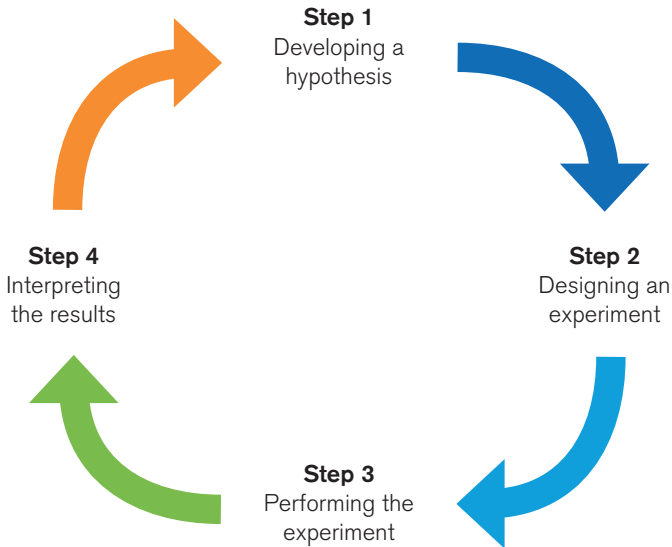 Step 1
Developing a
hypothesis
Step 2
Designing an
experiment
Step 3
Performing the
experiment
Step 4
Interpreting
the results